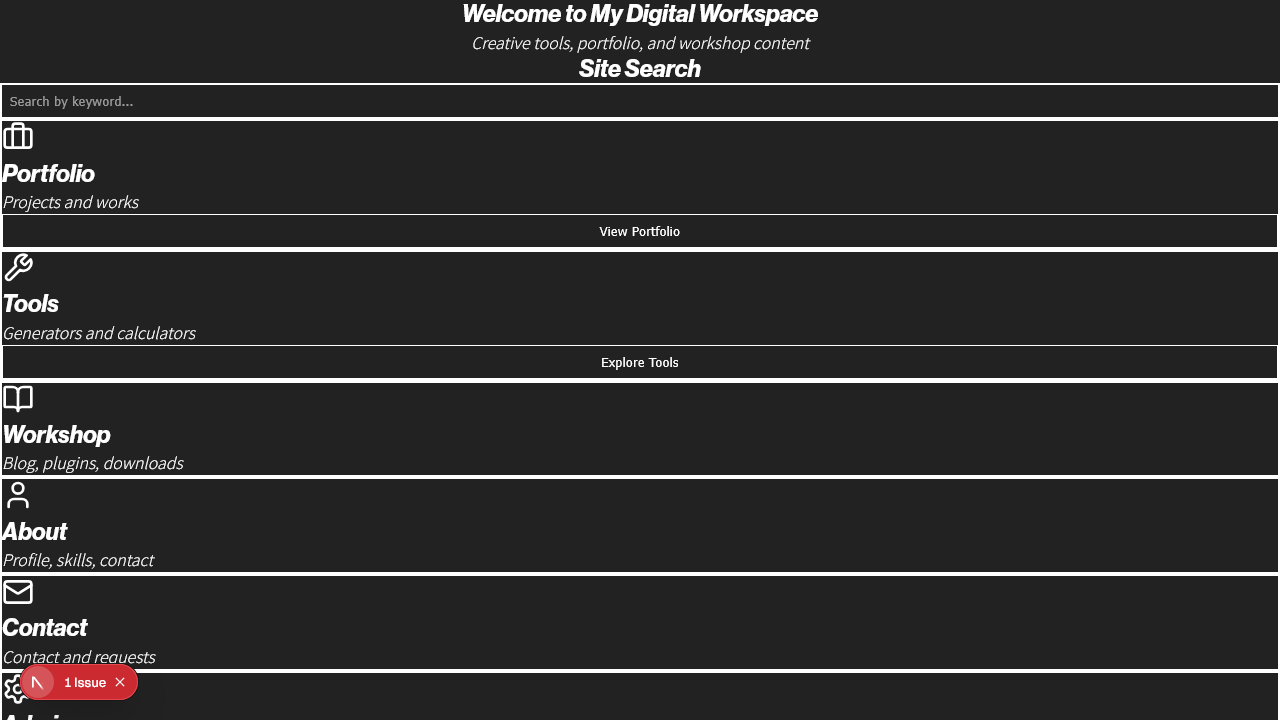 Welcome to My Digital Workspace
Creative tools, portfolio, and workshop content
Site Search
Search by keyword...
Portfolio
Projects and works
View Portfolio
Tools
Generators and calculators
Explore Tools
Workshop
Blog, plugins, downloads
About
Profile, skills, contact
Contact
Contact and requests
1 Issue